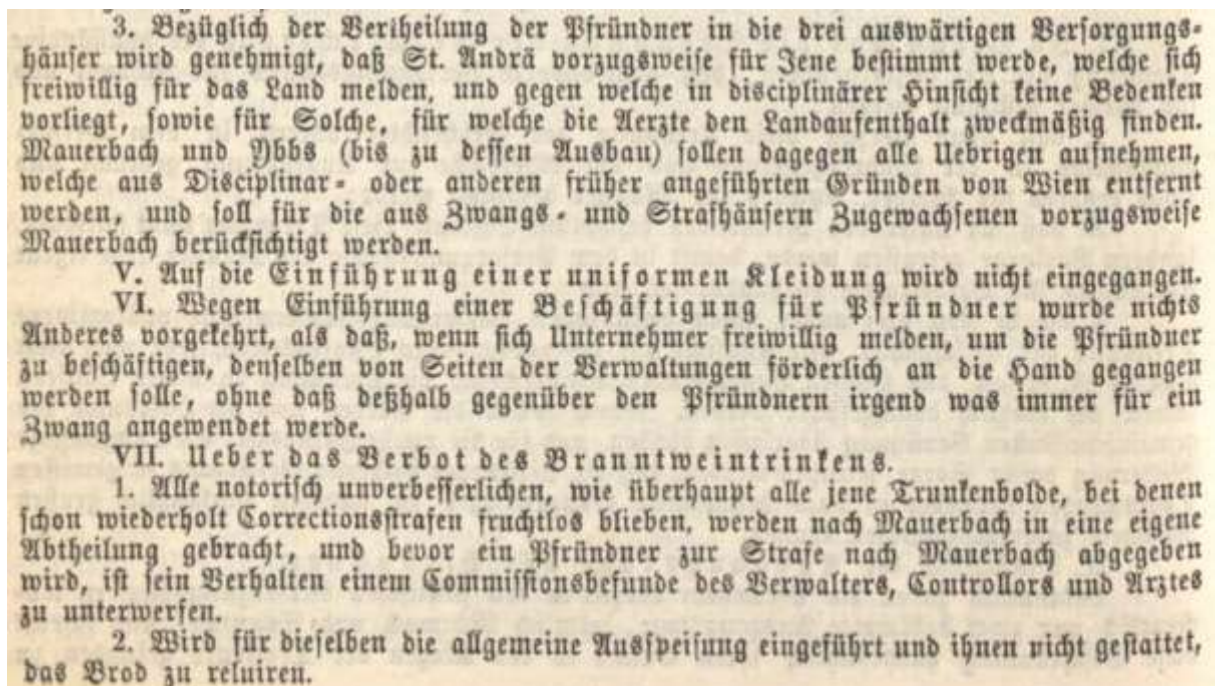 3. Bezüglich der Vertheilung der Pfründner in die drei auswärtigen Versorgungs-
häuser wird genehmigt, daß St. Andrä vorzugsweise für Jene bestimmt werde, welche sich
freiwillig für das Land melden, und gegen welche in disciplinärer Hinsicht keine Bedenken
vorliegt, sowie für Solche, für welche die Aerzte den Landaufenthalt zweckmäßig finden.
Mauerbach und Ybbs (bis zu dessen Ausbau) sollen dagegen alle Uebrigen aufnehmen,
welche aus Disciplinar- oder anderen früher angeführten Gründen von Wien entfernt
werden, und soll für die aus Zwangs- und Strafhäusern Zugewachsenen vorzugsweise
Mauerbach berücksichtigt werden.
V. Auf die Einführung einer uniformen Kleidung wird nicht eingegangen.
VI. Wegen Einführung einer Beschäftigung für Pfründner wurde nichts
Anderes vorgekehrt, als daß, wenn sich Unternehmer freiwillig melden, um die Pfründner
zu beschäftigen, denselben von Seiten der Verwaltungen förderlich an die Hand gegangen
werden solle, ohne daß deßhalb gegenüber den Pfründnern irgend was immer für ein
Zwang angewendet werde.
VII. Ueber das Verbot des Branntweintrinkens.
1. Alle notorisch unverbesserlichen, wie überhaupt alle jene Trunkenbolde, bei denen
schon wiederholt Correctionsstrafen fruchtlos blieben, werden nach Mauerbach in eine eigene
Abtheilung gebracht, und bevor ein Pfründner zur Strafe nach Mauerbach abgegeben
wird, ist sein Verhalten einem Commissionsbefunde des Verwalters, Controllors und Arztes
zu unterwerfen.
2. Wird für dieselben die allgemeine Ausspeisung eingeführt und ihnen nicht gestattet,
das Brod zu reluiren.